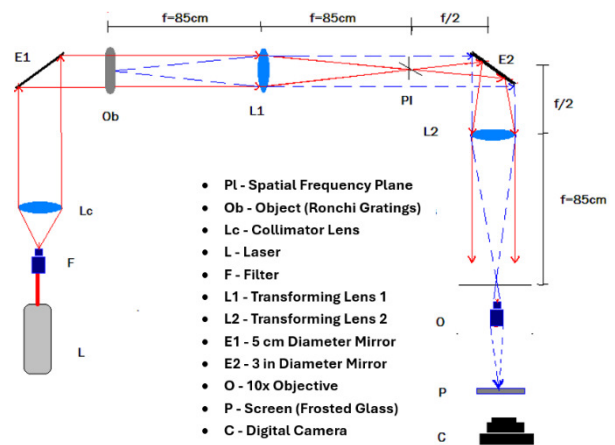 f=85cm
f=85cm
f/2
E1
E2
Ob
L1
Pl
f/2
L2
f=85cm
Lc
F
L
O
P
C
• Pl - Spatial Frequency Plane
• Ob - Object (Ronchi Gratings)
• Lc - Collimator Lens
• L - Laser
• F - Filter
• L1 - Transforming Lens 1
• L2 - Transforming Lens 2
• E1 - 5 cm Diameter Mirror
• E2 - 3 in Diameter Mirror
• O - 10x Objective
• P - Screen (Frosted Glass)
• C - Digital Camera